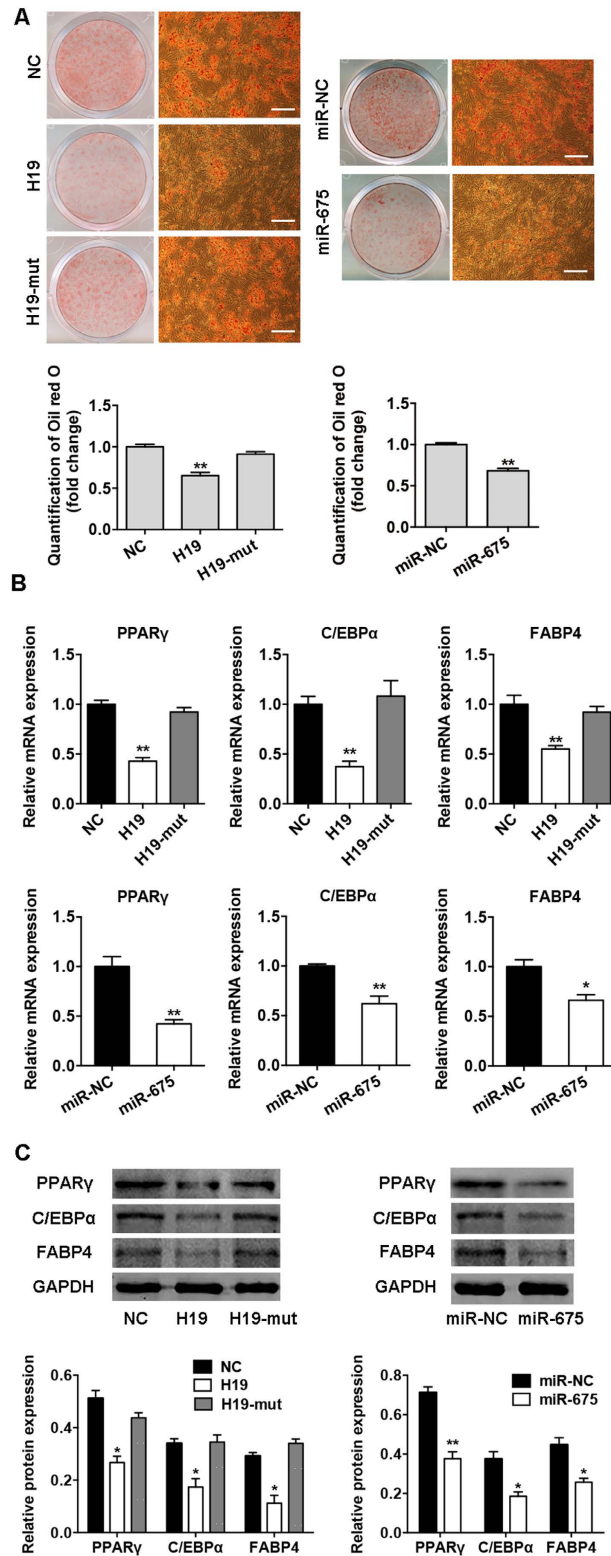 A
NC
H19
H19-mut
miR-NC
miR-675
Quantification of Oil red O
(fold change)
1.5
1.0
0.5
0.0
**
NC
H19
H19-mut
Quantification of Oil red O
(fold change)
1.5
1.0
0.5
0.0
**
miR-NC
miR-675
B
PPARγ
Relative mRNA expression
1.5
1.0
0.5
0.0
**
NC
H19
H19-mut
C/EBPα
Relative mRNA expression
1.5
1.0
0.5
0.0
**
NC
H19
H19-mut
FABP4
Relative mRNA expression
1.5
1.0
0.5
0.0
**
NC
H19
H19-mut
PPARγ
Relative mRNA expression
1.5
1.0
0.5
0.0
**
miR-NC
miR-675
C/EBPα
Relative mRNA expression
1.5
1.0
0.5
0.0
**
miR-NC
miR-675
FABP4
Relative mRNA expression
1.5
1.0
0.5
0.0
*
miR-NC
miR-675
C
PPARγ
C/EBPα
FABP4
GAPDH
NC H19 H19-mut
PPARγ
C/EBPα
FABP4
GAPDH
miR-NC miR-675
Relative protein expression
0.6
0.4
0.2
0.0
NC
H19
H19-mut
*
*
*
PPARγ C/EBPα FABP4
Relative protein expression
0.8
0.6
0.4
0.2
0.0
miR-NC
miR-675
**
*
*
PPARγ C/EBPα FABP4